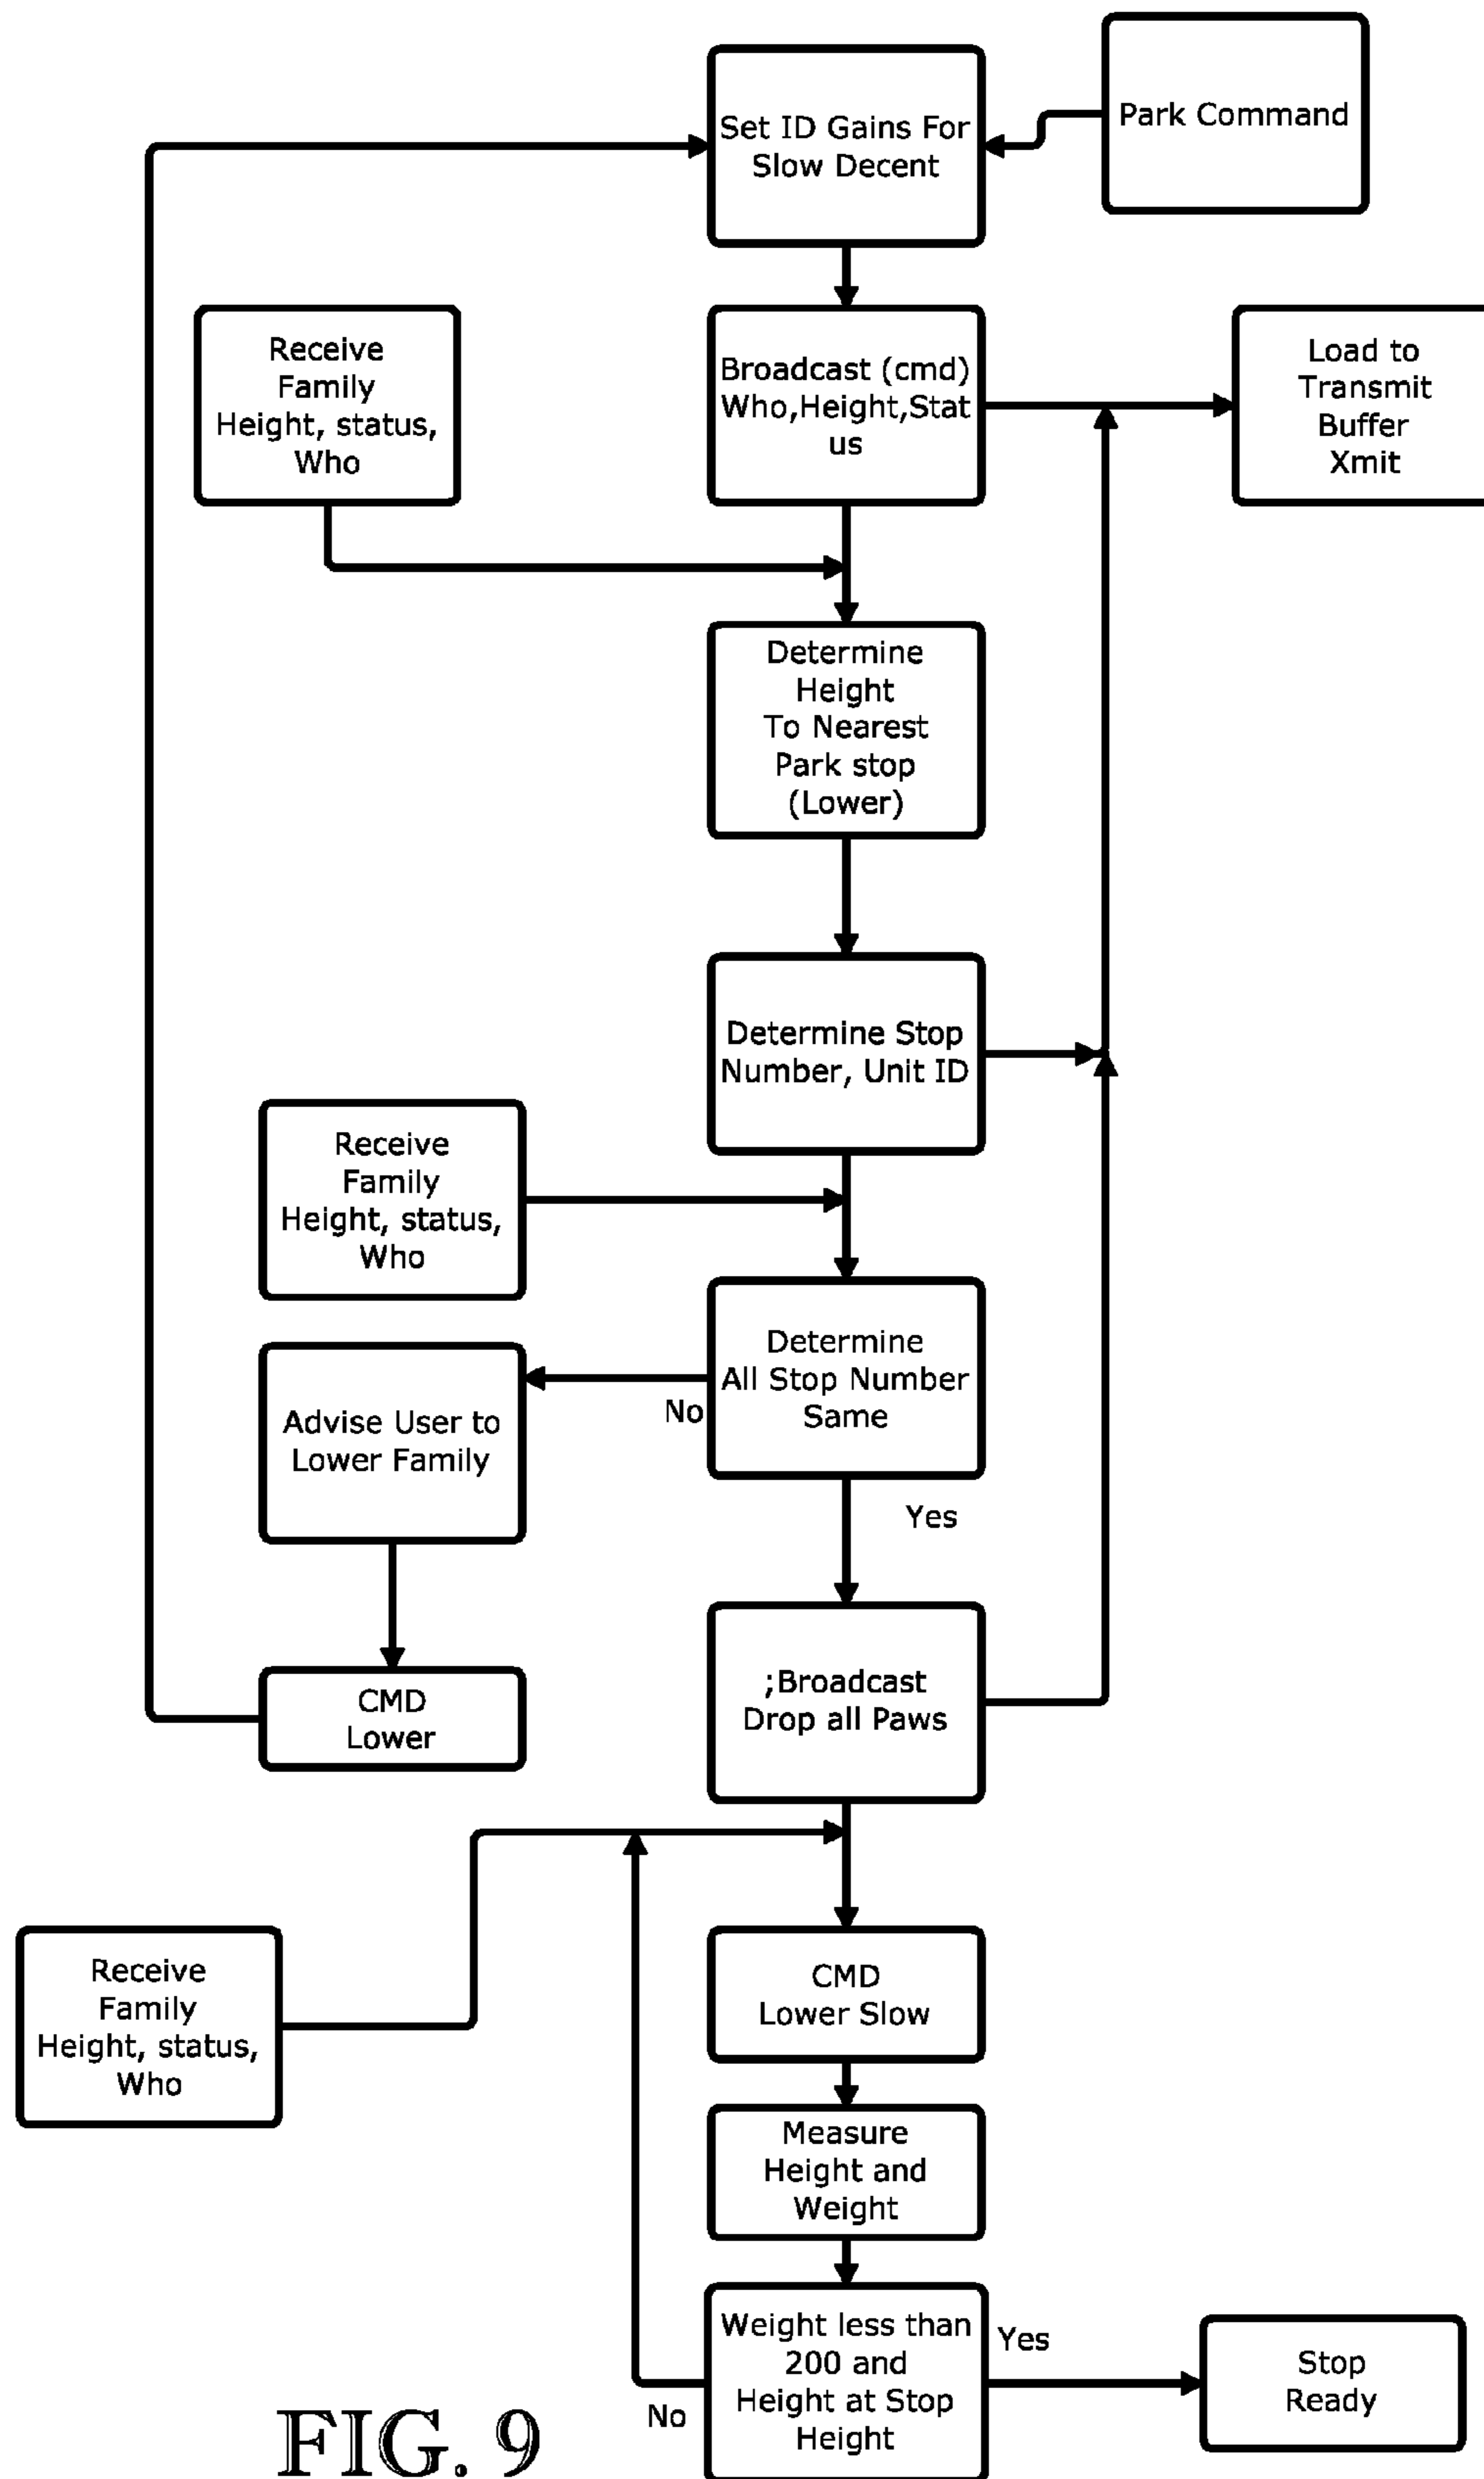 Park Command
Set ID Gains For
Slow Decent
Receive
Family
Height, status,
Who
Broadcast (cmd)
Who,Height,Stat
us
Load to
Transmit
Buffer
Xmit
Determine
Height
To Nearest
Park stop
(Lower)
Determine Stop
Number, Unit ID
Receive
Family
Height, status,
Who
Determine
All Stop Number
Same
No
Advise User to
Lower Family
Yes
CMD
Lower
;Broadcast
Drop all Paws
Receive
Family
Height, status,
Who
CMD
Lower Slow
Measure
Height and
Weight
Weight less than
200 and
Height at Stop
Height
Yes
No
Stop
Ready
FIG. 9